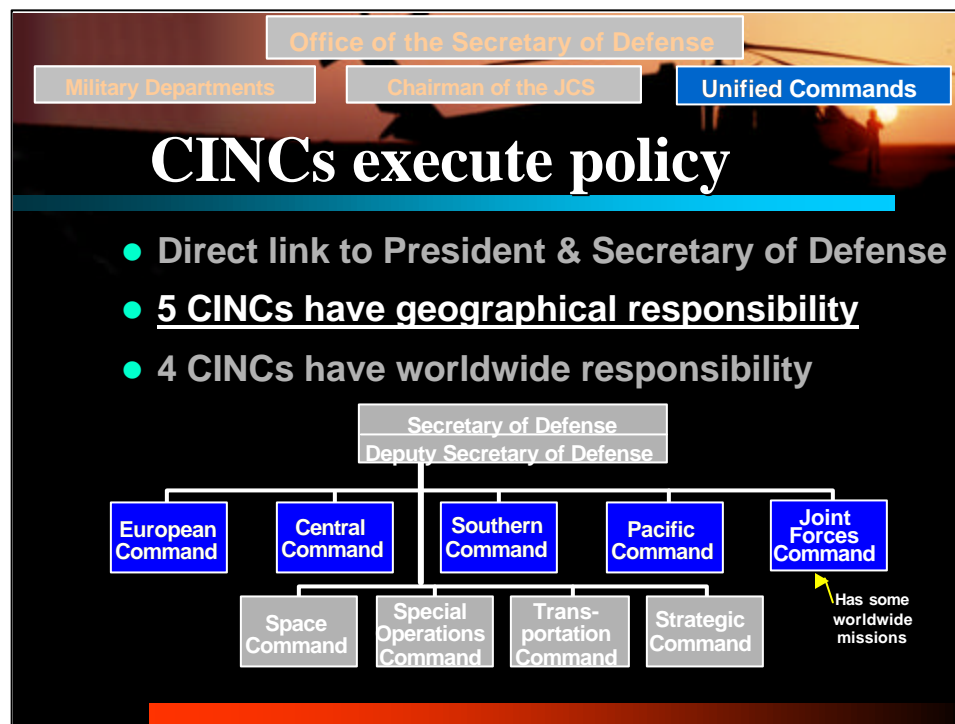 Office of the Secretary of Defense
Military Departments
Chairman of the JCS
Unified Commands
CINCs execute policy
Direct link to President & Secretary of Defense
5 CINCs have geographical responsibility
4 CINCs have worldwide responsibility
Secretary of Defense
Deputy Secretary of Defense
European
Command
Central
Command
Southern
Command
Pacific
Command
Joint
Forces
Command
Has some
worldwide
missions
Space
Command
Special
Operations
Command
Trans-
portation
Command
Strategic
Command